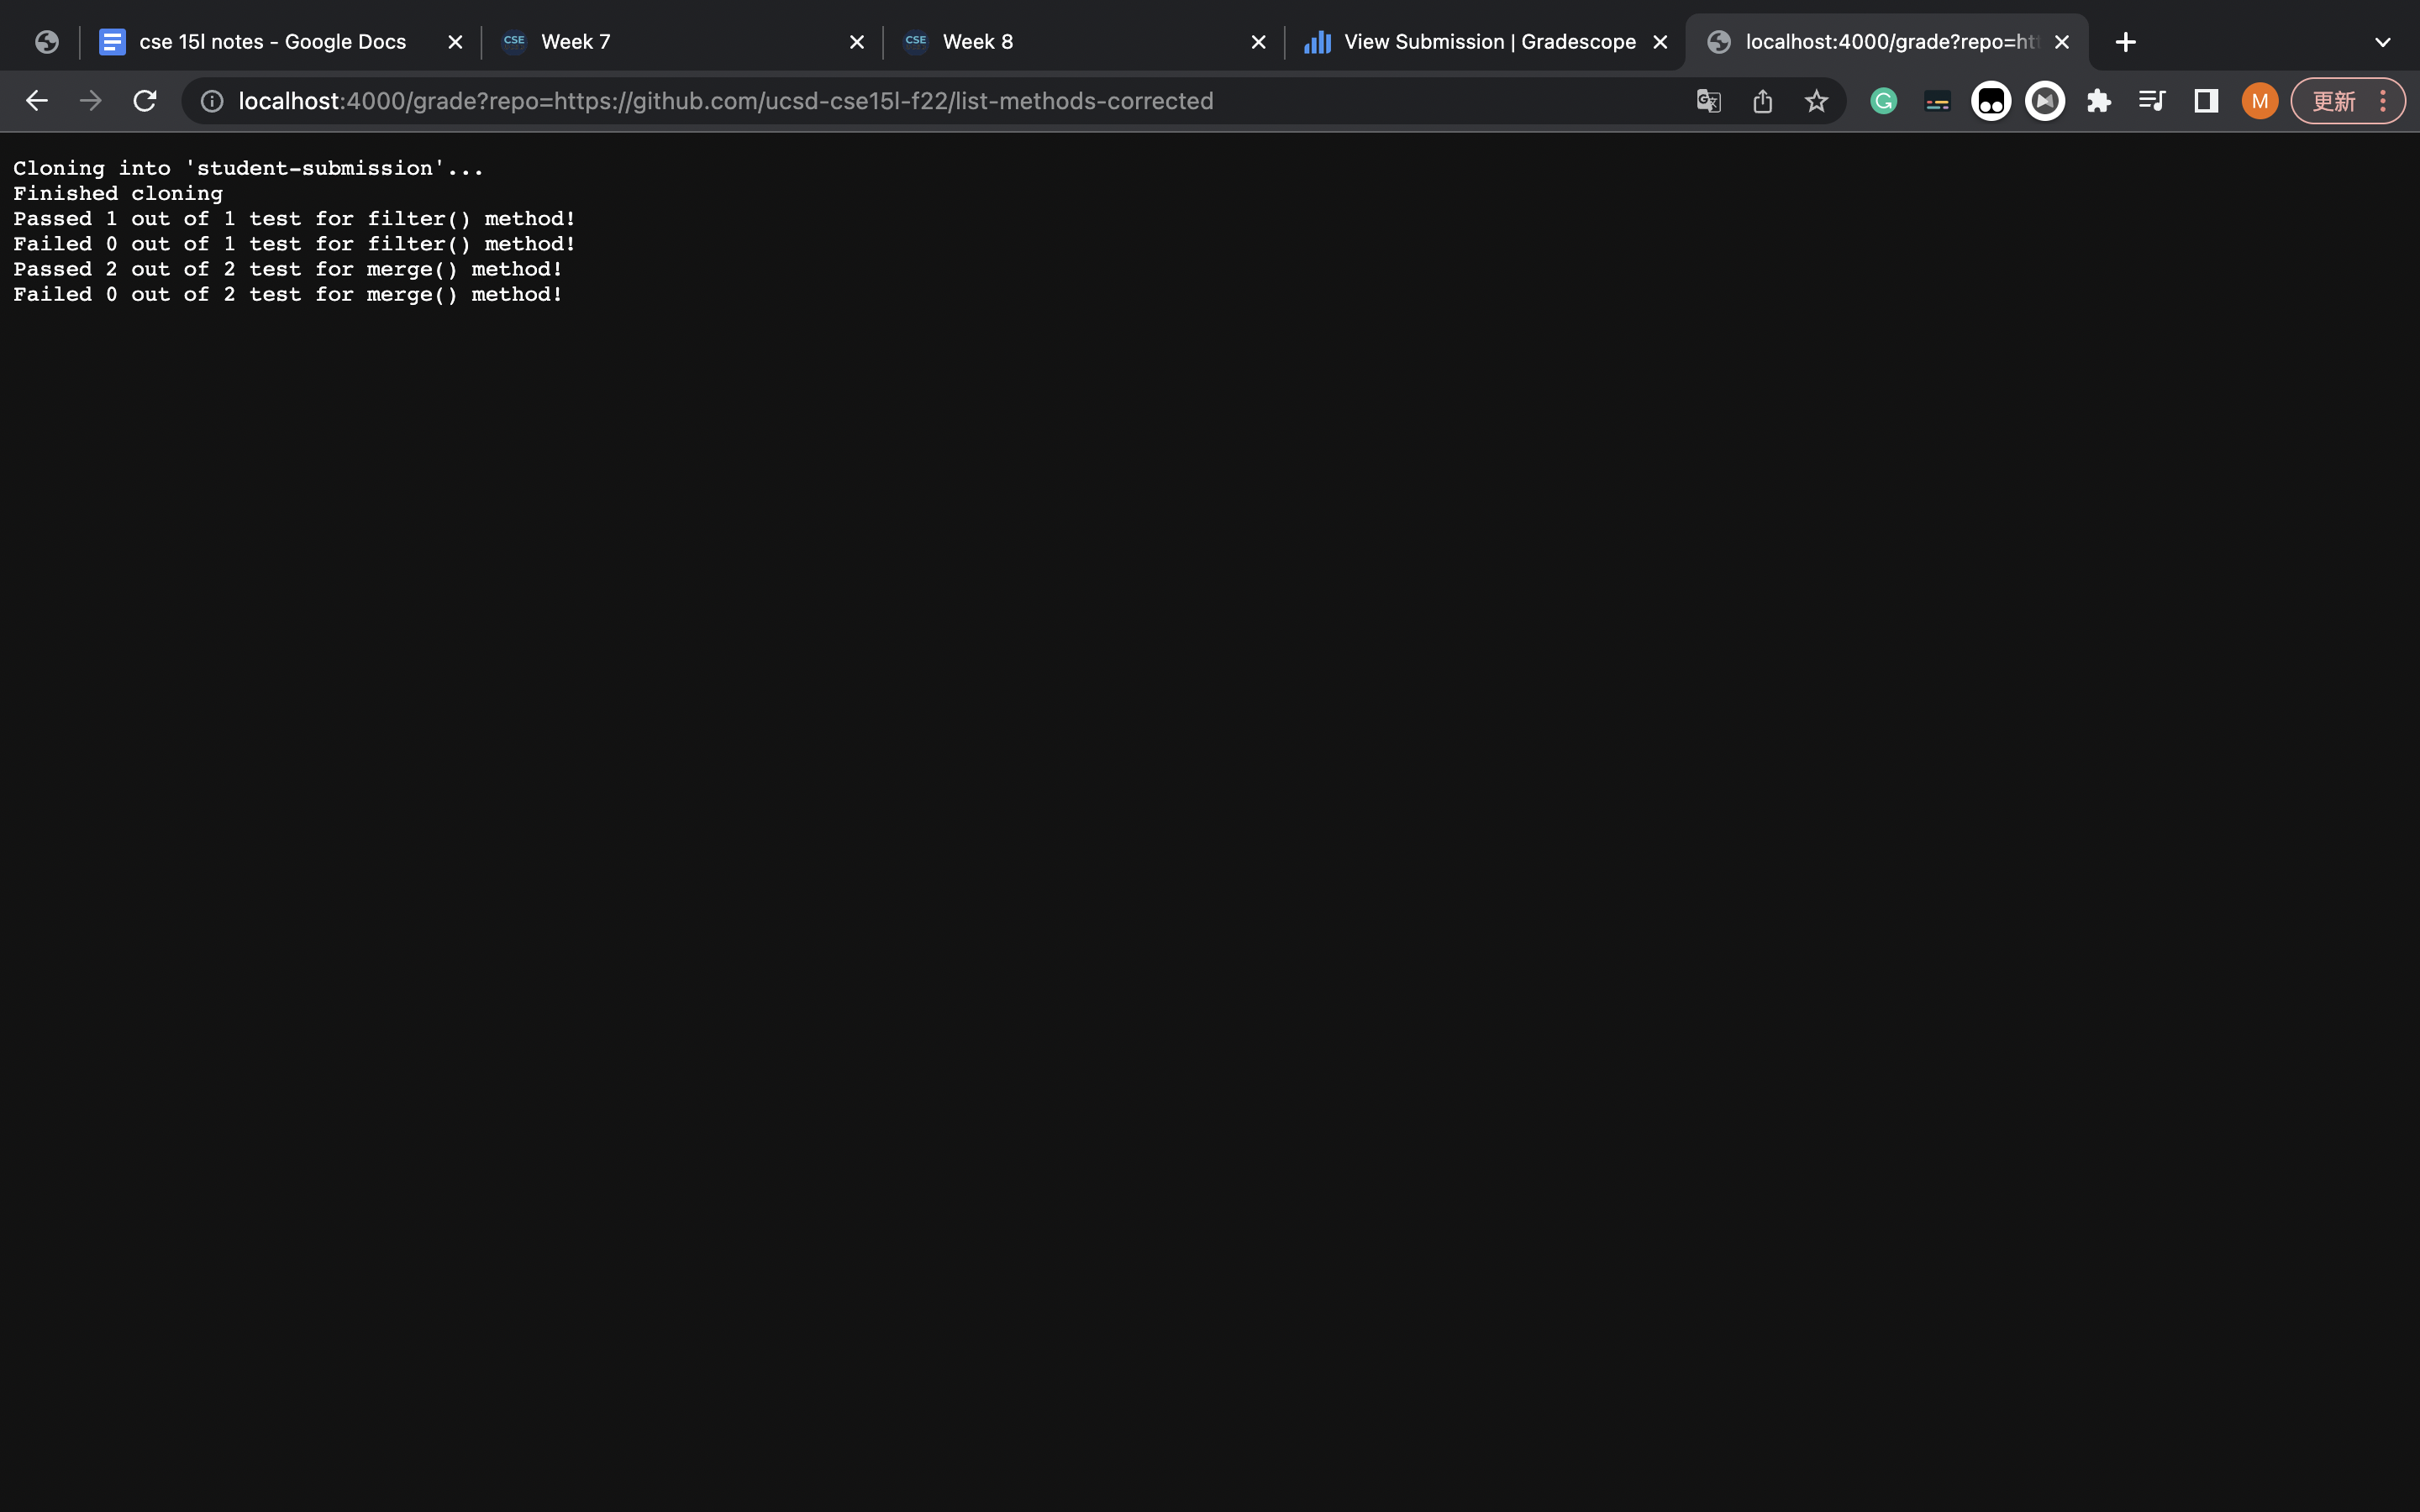 cse 15l notes - Google Docs
CSE Week 7
CSE Week 8
View Submission | Gradescope
localhost:4000/grade?repo=htt
localhost:4000/grade?repo=https://github.com/ucsd-cse15l-f22/list-methods-corrected
M
更新
Cloning into 'student-submission'...
Finished cloning
Passed 1 out of 1 test for filter() method!
Failed 0 out of 1 test for filter() method!
Passed 2 out of 2 test for merge() method!
Failed 0 out of 2 test for merge() method!